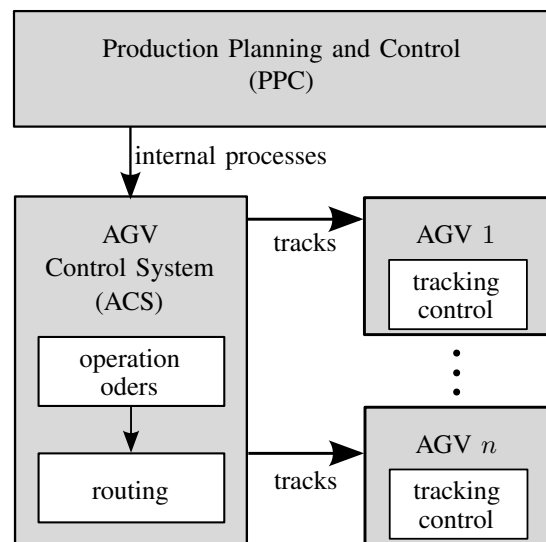 Production Planning and Control
(PPC)
internal processes
AGV
Control System
(ACS)
operation
oders
routing
tracks
AGV 1
tracking
control
tracks
AGV n
tracking
control